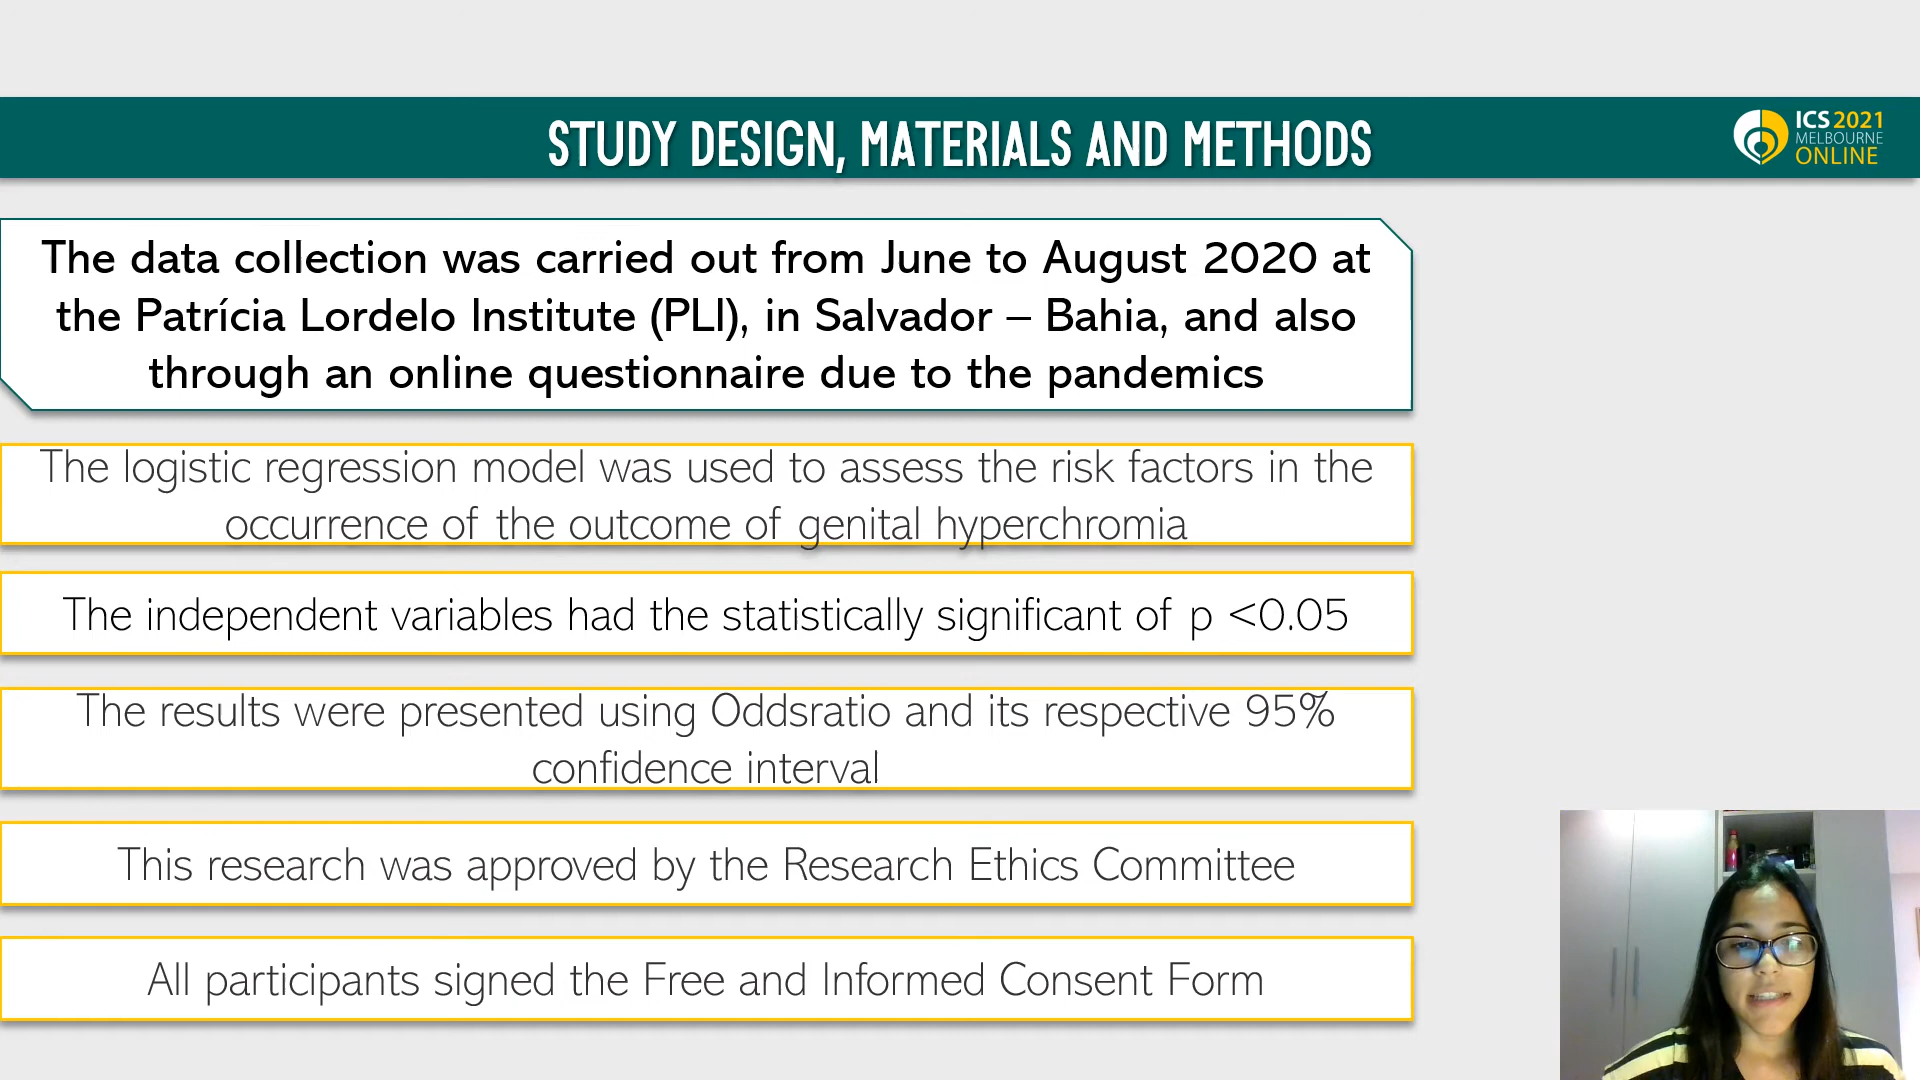 STUDY DESIGN, MATERIALS AND METHODS
ICS 2021
MELBOURNE
ONLINE
The data collection was carried out from June to August 2020 at
the Patrícia Lordelo Institute (PLI), in Salvador – Bahia, and also
through an online questionnaire due to the pandemics
The logistic regression model was used to assess the risk factors in the
occurrence of the outcome of genital hyperchromia
The independent variables had the statistically significant of p <0.05
The results were presented using Oddsratio and its respective 95%
confidence interval
This research was approved by the Research Ethics Committee
All participants signed the Free and Informed Consent Form